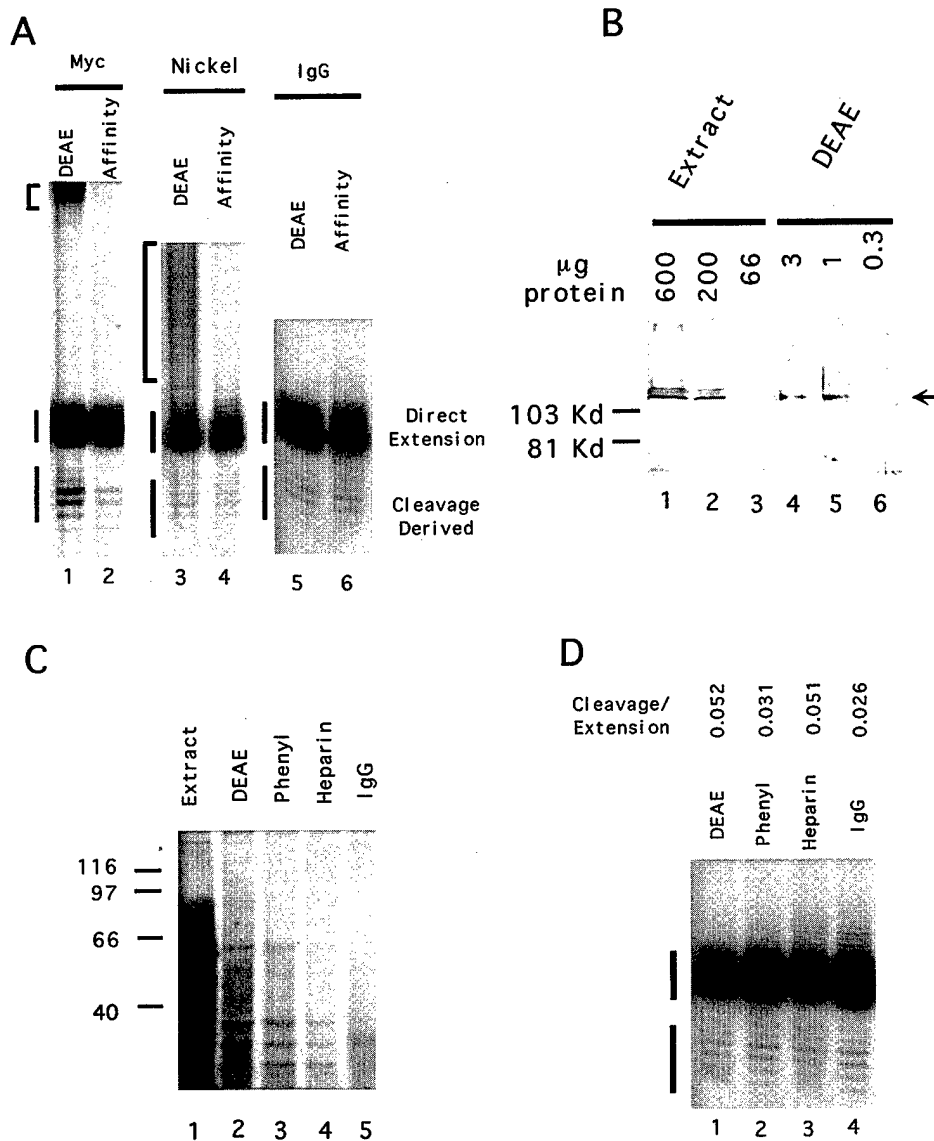 A
Myc
Nickel
IgG
DEAE
Affinity
DEAE
Affinity
DEAE
Affinity
Direct
Extension
Cleavage
Derived
1 2 3 4 5 6
B
Extract
DEAE
µg
protein
600 200 66 3 1 0.3
103 Kd
81 Kd
1 2 3 4 5 6
C
Extract
DEAE
Phenyl
Heparin
IgG
116
97
66
40
1 2 3 4 5
D
Cleavage/
Extension
0.052 0.031 0.051 0.026
DEAE
Phenyl
Heparin
IgG
1 2 3 4